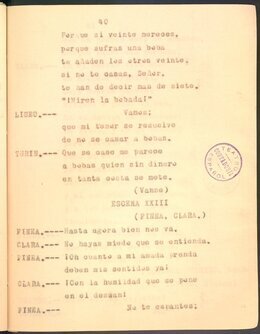 40
Porque si veinte mereces,
porque sufras una boba
te añaden los otros veinte,
si no te casas, Señor,
te han de decir mas de siete.
"¡Miren la bobada!"
LISEO.---- Vamos;
que mi temor se resuelve
de no se casar a bobas.
TURIN.---- Que se case me parece
a bobas quien sin dinero
en tanta costa se mete.
(Vanse)
ESCENA XXIII
(FINEA, CLARA.)
FINEA.----Hasta agora bien nos va.
CLARA.---- No hayas miedo que se entienda.
FINEA.---- ¡Oh cuanto a mi amada prenda
deben mis sentidos ya!
CLARA.---- ¡Con la humildad que se pone
en el desman!
FINEA.---- No te espantes;